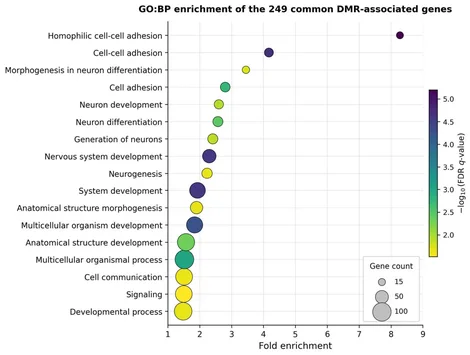 GO:BP enrichment of the 249 common DMR-associated genes
Homophilic cell-cell adhesion
Cell-cell adhesion
Morphogenesis in neuron differentiation
Cell adhesion
Neuron development
Neuron differentiation
Generation of neurons
Nervous system development
Neurogenesis
System development
Anatomical structure morphogenesis
Multicellular organism development
Anatomical structure development
Multicellular organismal process
Cell communication
Signaling
Developmental process
1 2 3 4 5 6 7 8 9
Fold enrichment
Gene count
15
50
100
5.0
4.5
4.0
3.5
3.0
2.5
2.0
−log₁₀(FDR q-value)